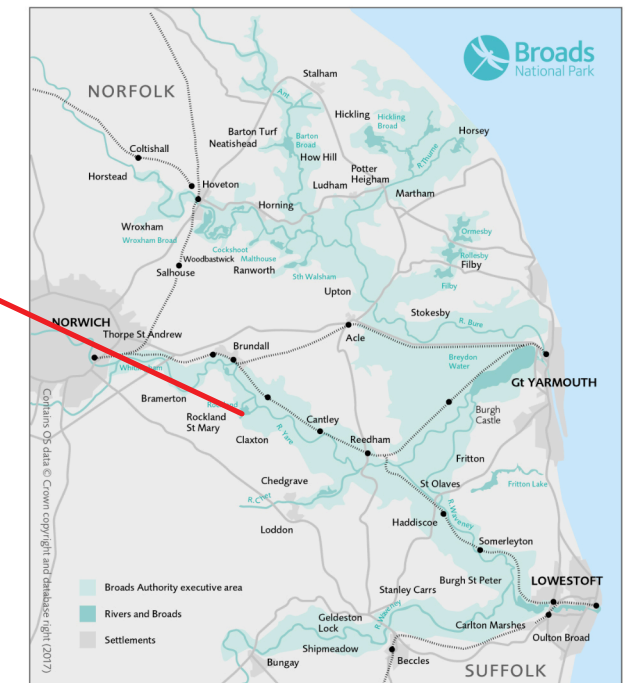 Broads
National Park
NORFOLK
Stalham
Ant
Hickling
Hickling
Broad
Horsey
Barton Turf
Neatishead
Barton
Broad
Coltishall
How Hill
R.Thurne
Potter
Heigham
Horstead
Hoveton
Ludham
Martham
Horning
Wroxham
Wroxham Broad
Ormesby
Cockshoot
Woodbastwick
Malthouse
Rollesby
Filby
Salhouse
Ranworth
Sth Walsham
Filby
Upton
Stokesby
R. Bure
NORWICH
Thorpe St Andrew
Acle
Brundall
Breydon
Water
Gt YARMOUTH
Bramerton
Rockland
St Mary
Burgh
Castle
Cantley
Claxton
R. Yare
Reedham
Fritton
Chedgrave
St Olaves
Fritton Lake
R.Chet
R.Waveney
Loddon
Haddiscoe
Somerleyton
Broads Authority executive area
Burgh St Peter
LOWESTOFT
Stanley Carrs
Rivers and Broads
R.Waveney
Geldeston
Lock
Carlton Marshes
Settlements
Oulton Broad
Shipmeadow
Bungay
Beccles
SUFFOLK
Contains OS data © Crown copyright and database right (2017)